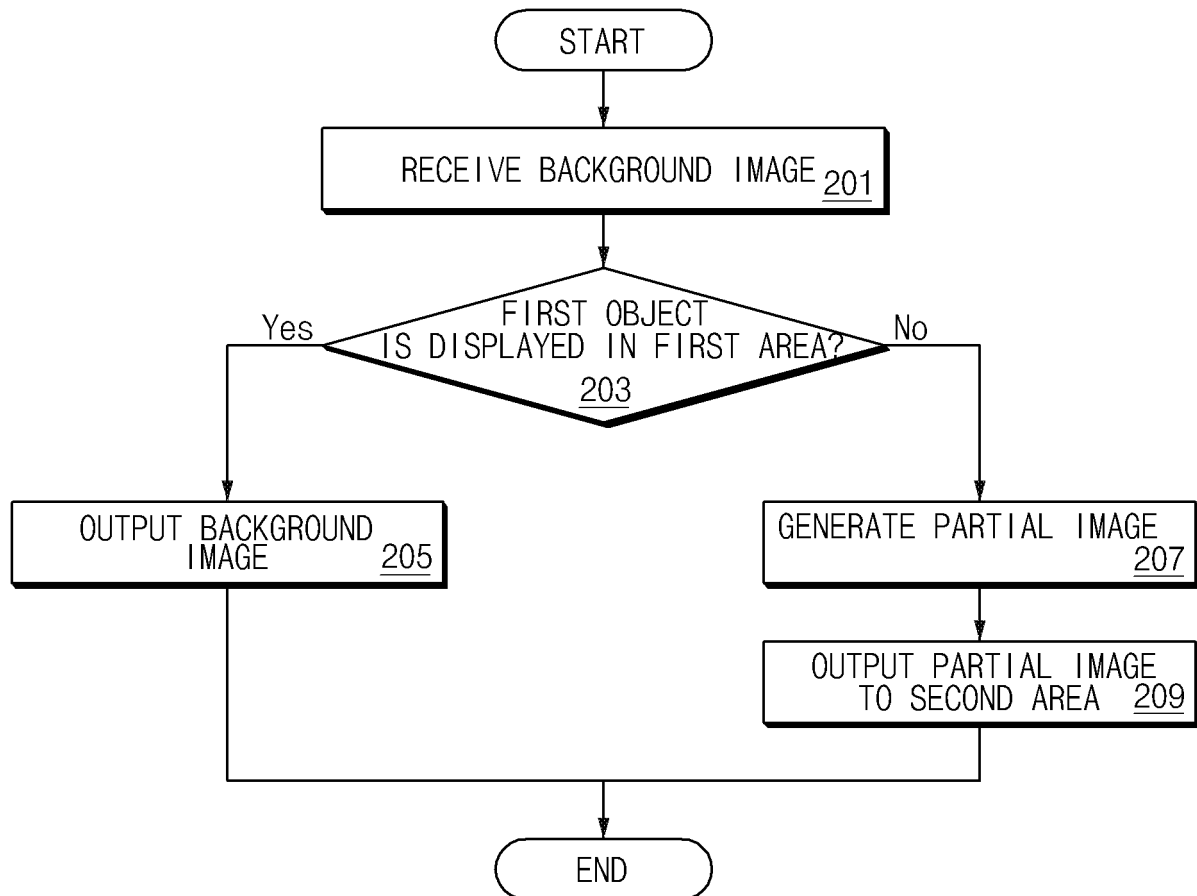 START
RECEIVE BACKGROUND IMAGE 201
FIRST OBJECT
IS DISPLAYED IN FIRST AREA?
203
Yes
No
OUTPUT BACKGROUND
IMAGE 205
GENERATE PARTIAL IMAGE
207
OUTPUT PARTIAL IMAGE
TO SECOND AREA 209
END